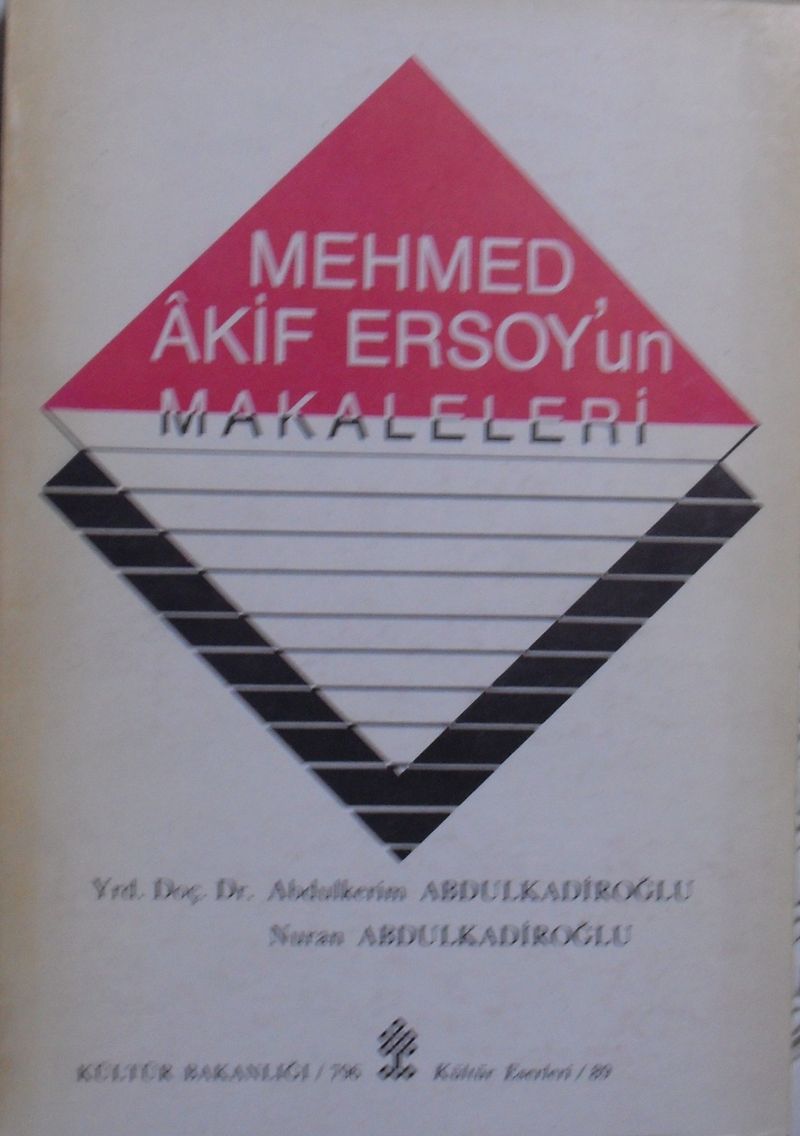 MEHMED
ÂKİF ERSOY'un
MAKALELERİ
Yrd. Doç. Dr. Abdulkerim ABDULKADİROĞLU
Nuran ABDULKADİROĞLU
KÜLTÜR BAKANLIĞI / 796 Kültür Eserleri / 89